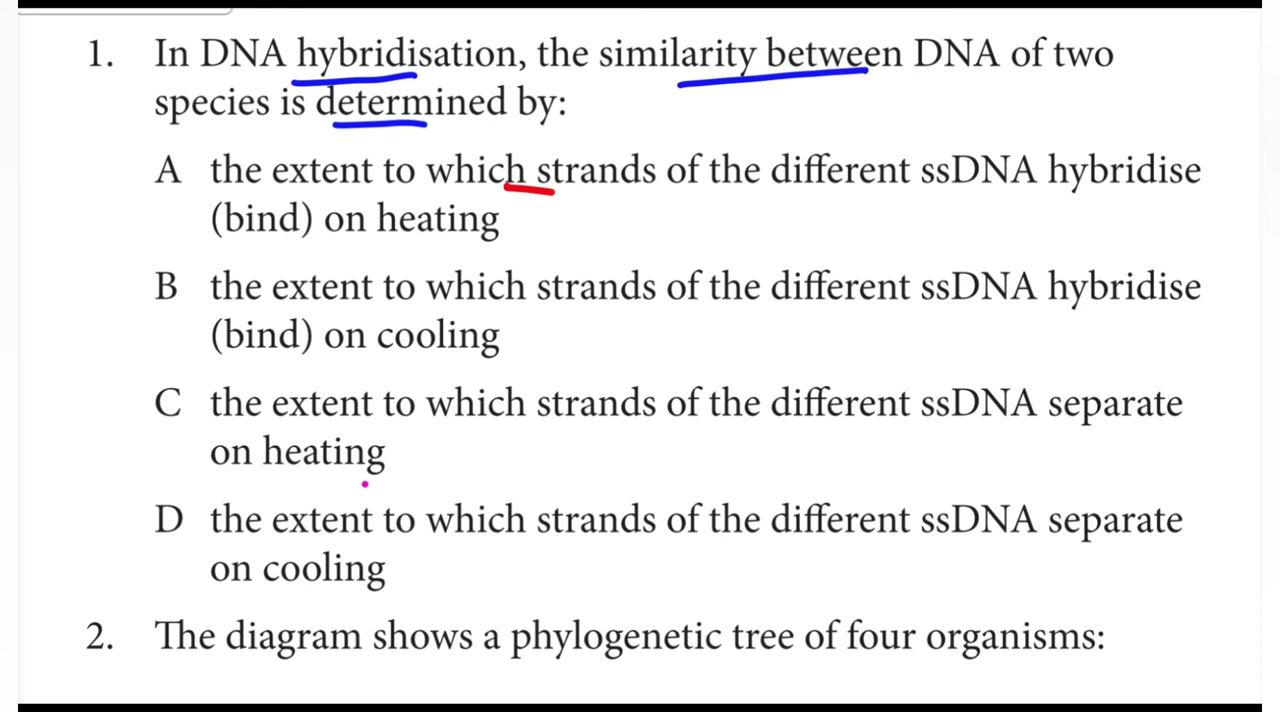 1. In DNA hybridisation, the similarity between DNA of two
species is determined by:
A the extent to which strands of the different ssDNA hybridise
(bind) on heating
B the extent to which strands of the different ssDNA hybridise
(bind) on cooling
C the extent to which strands of the different ssDNA separate
on heating
D the extent to which strands of the different ssDNA separate
on cooling
2. The diagram shows a phylogenetic tree of four organisms: